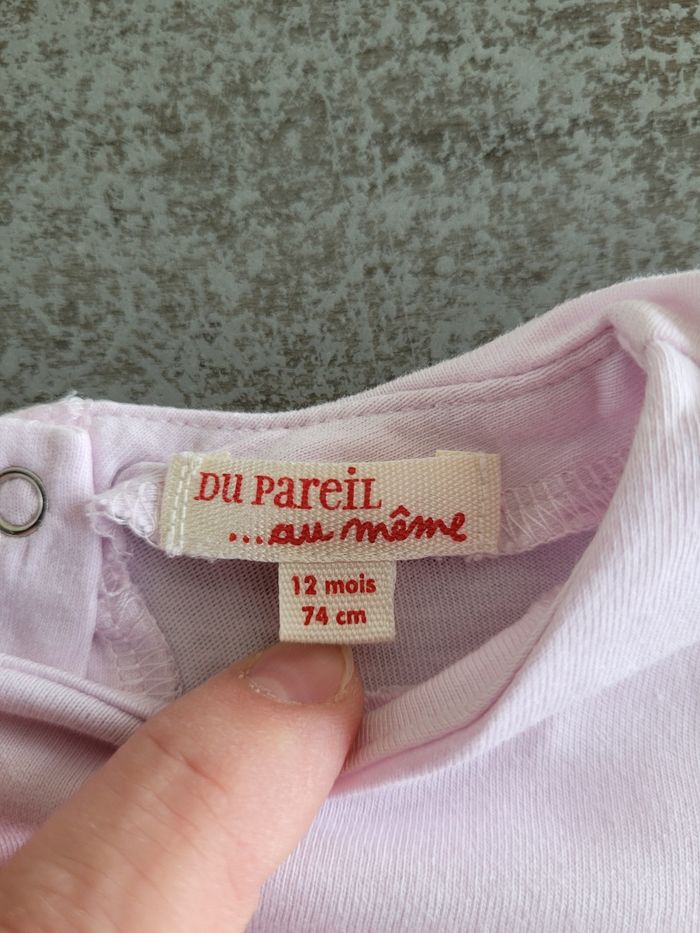 Du Pareil
...au même
12 mois
74 cm